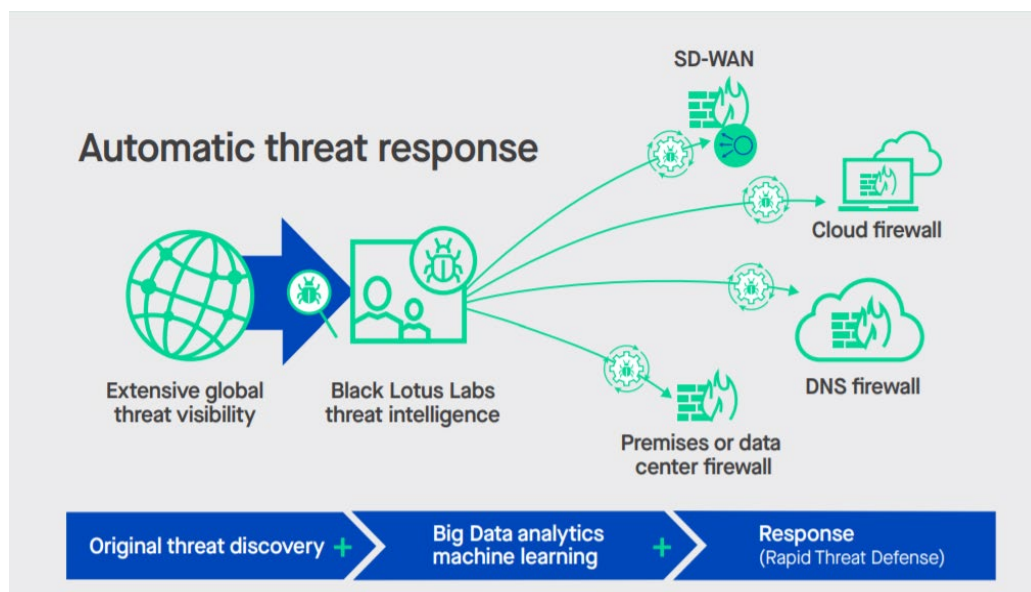 SD-WAN
Automatic threat response
Cloud firewall
Extensive global
threat visibility
Black Lotus Labs
threat intelligence
DNS firewall
Premises or data
center firewall
Original threat discovery +
Big Data analytics
machine learning +
Response
(Rapid Threat Defense)